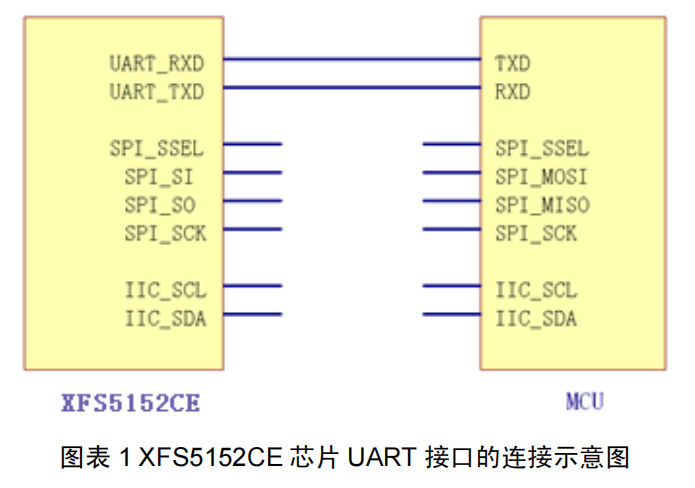 UART_RXD TXD
UART_TXD RXD
SPI_SSEL SPI_SSEL
SPI_SI SPI_MOSI
SPI_SO SPI_MISO
SPI_SCK SPI_SCK
IIC_SCL IIC_SCL
IIC_SDA IIC_SDA
XFS5152CE MCU
图表 1 XFS5152CE 芯片 UART 接口的连接示意图